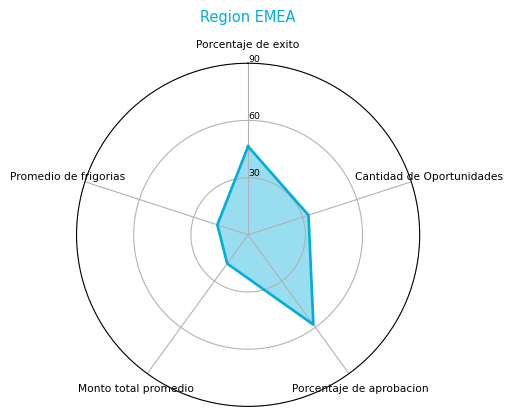 Region EMEA
Porcentaje de exito
90
60
30
Promedio de frigorias
Cantidad de Oportunidades
Monto total promedio
Porcentaje de aprobacion